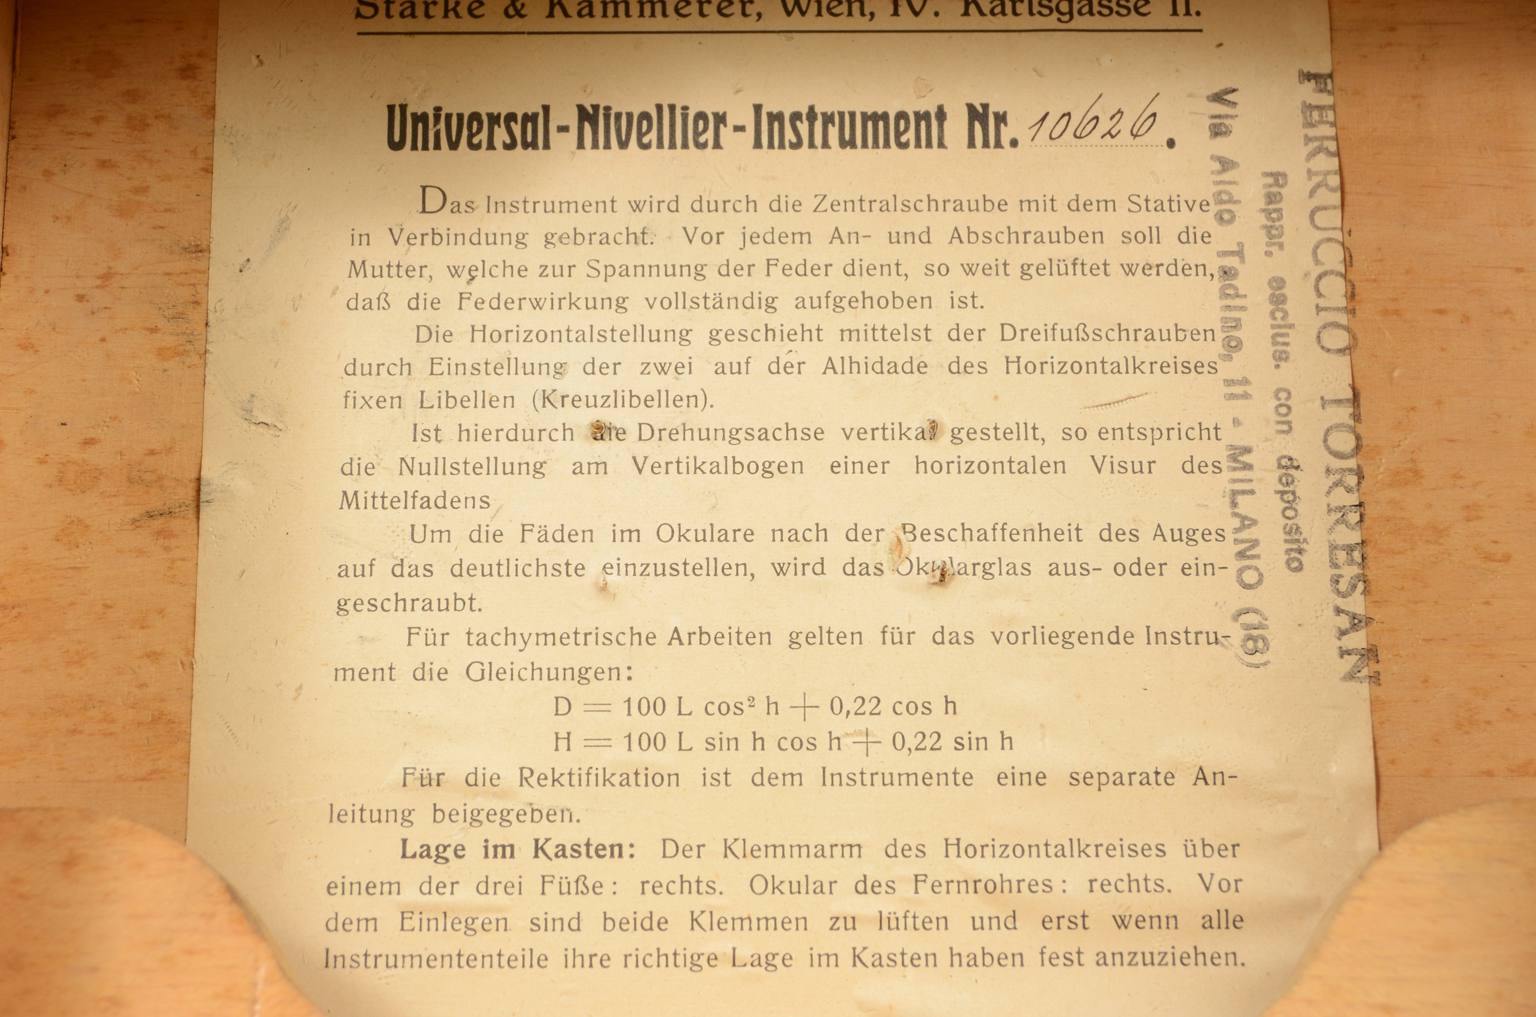 Starke & Kammerer, Wien, IV. Karlsgasse 11.
Universal-Nivellier-Instrument Nr. 10626.
Das Instrument wird durch die Zentralschraube mit dem Stative
in Verbindung gebracht. Vor jedem An- und Abschrauben soll die
Mutter, welche zur Spannung der Feder dient, so weit gelüftet werden,
daß die Federwirkung vollständig aufgehoben ist.
Die Horizontalstellung geschieht mittelst der Dreifußschrauben
durch Einstellung der zwei auf der Alhidade des Horizontalkreises
fixen Libellen (Kreuzlibellen).
Ist hierdurch die Drehungsachse vertikal gestellt, so entspricht
die Nullstellung am Vertikalbogen einer horizontalen Visur des
Mittelfadens
Um die Fäden im Okulare nach der Beschaffenheit des Auges
auf das deutlichste einzustellen, wird das Okularglas aus- oder ein-
geschraubt.
Für tachymetrische Arbeiten gelten für das vorliegende Instru-
ment die Gleichungen:
D = 100 L cos² h + 0,22 cos h
H = 100 L sin h cos h + 0,22 sin h
Für die Rektifikation ist dem Instrumente eine separate An-
leitung beigegeben.
Lage im Kasten: Der Klemmarm des Horizontalkreises über
einem der drei Füße: rechts. Okular des Fernrohres: rechts. Vor
dem Einlegen sind beide Klemmen zu lüften und erst wenn alle
Instrumententeile ihre richtige Lage im Kasten haben fest anzuziehen.
FERRUCCIO TORRESAN
Rappr. esclus. con deposito
Via Aldo Tadino, 11 - MILANO (18)